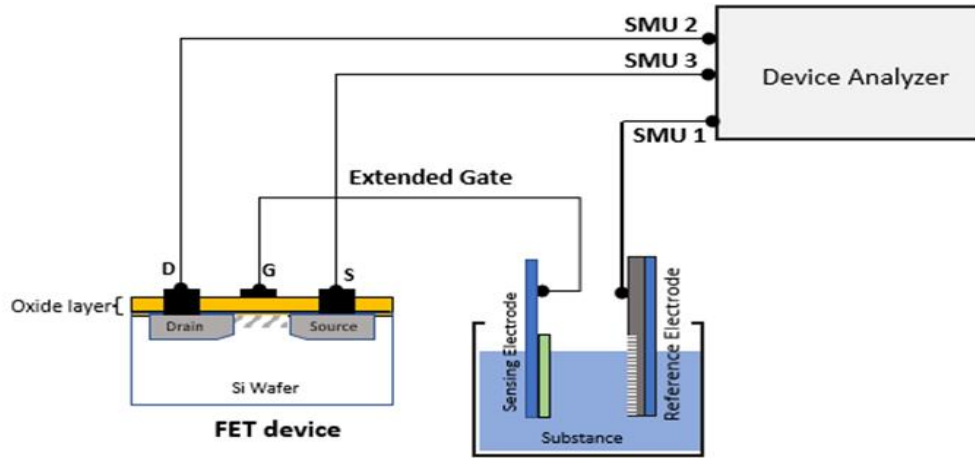 SMU 2
SMU 3
Device Analyzer
SMU 1
Extended Gate
D
G
S
Oxide layer
Drain
Source
Si Wafer
FET device
Sensing Electrode
Reference Electrode
Substance